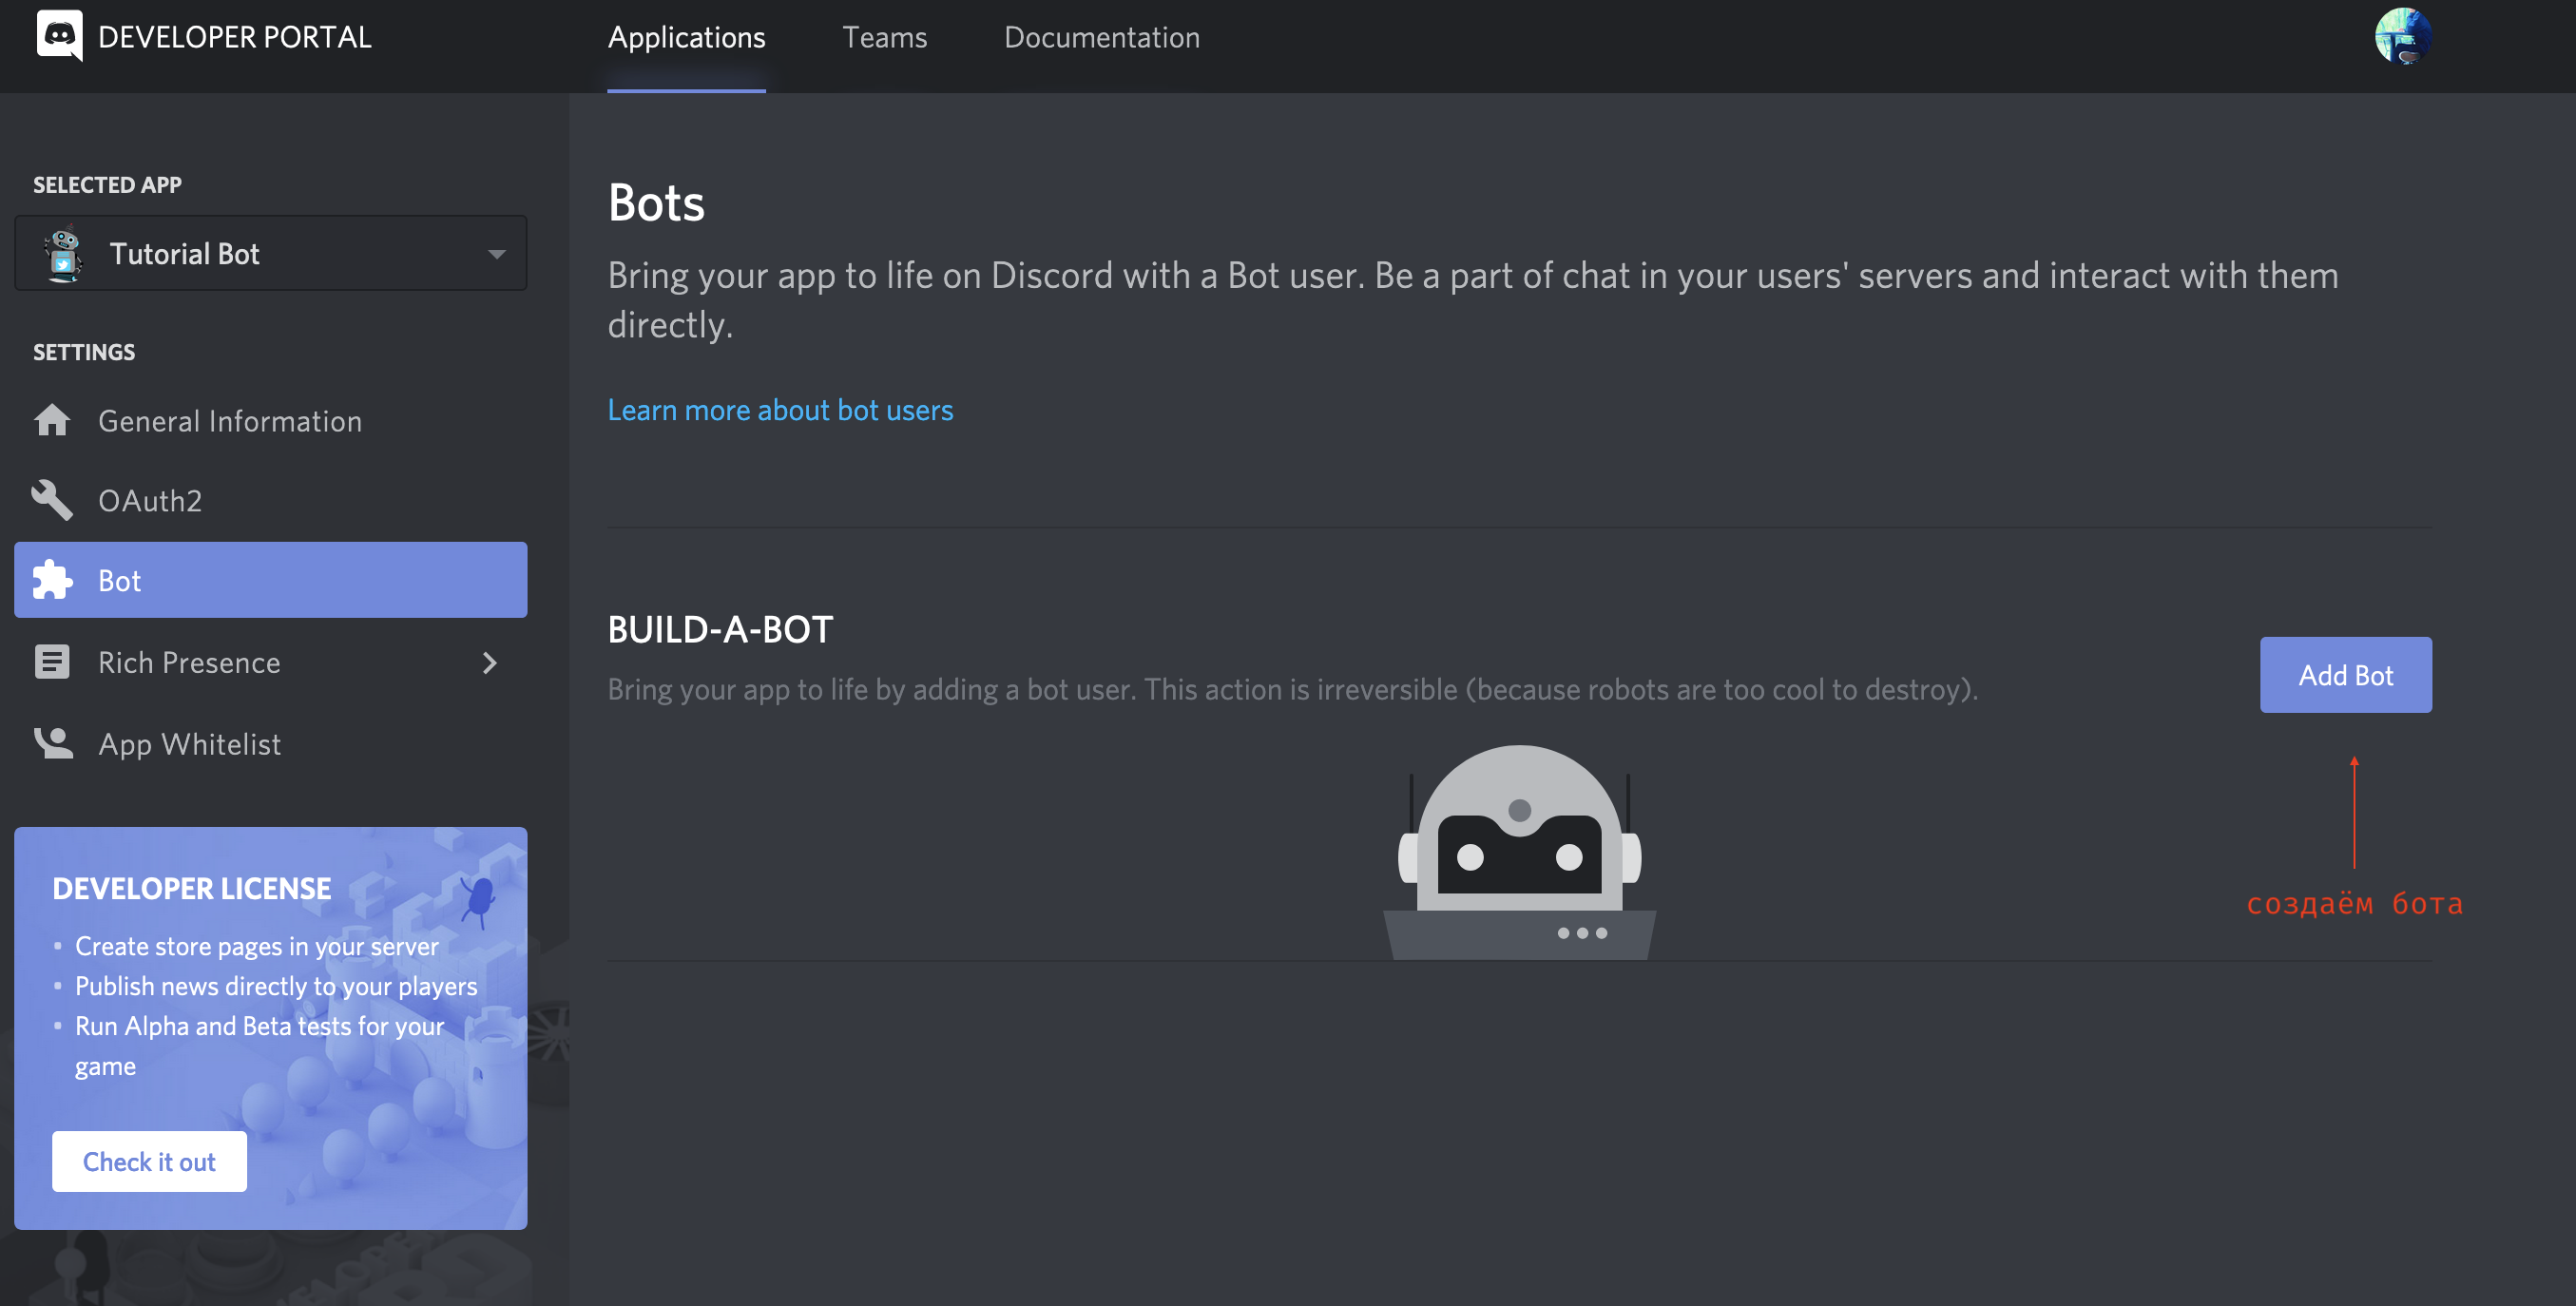 DEVELOPER PORTAL
Applications
Teams
Documentation
SELECTED APP
Tutorial Bot
SETTINGS
General Information
OAuth2
Bot
Rich Presence
App Whitelist
DEVELOPER LICENSE
Create store pages in your server
Publish news directly to your players
Run Alpha and Beta tests for your
game
Check it out
Bots
Bring your app to life on Discord with a Bot user. Be a part of chat in your users' servers and interact with them
directly.
Learn more about bot users
BUILD-A-BOT
Bring your app to life by adding a bot user. This action is irreversible (because robots are too cool to destroy).
Add Bot
создаём бота